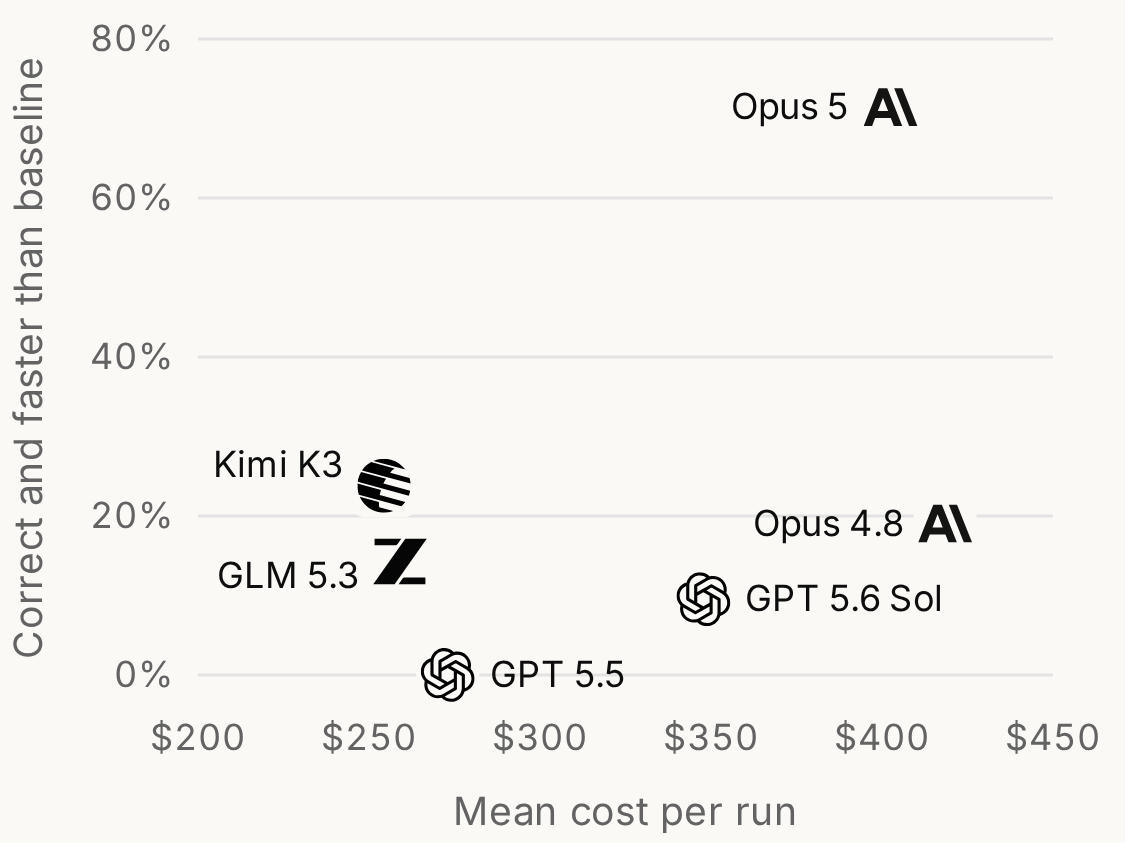 80%
Opus 5
60%
40%
Kimi K3
20%
Opus 4.8
GLM 5.3
GPT 5.6 Sol
0%
GPT 5.5
$200 $250 $300 $350 $400 $450
Mean cost per run
Correct and faster than baseline